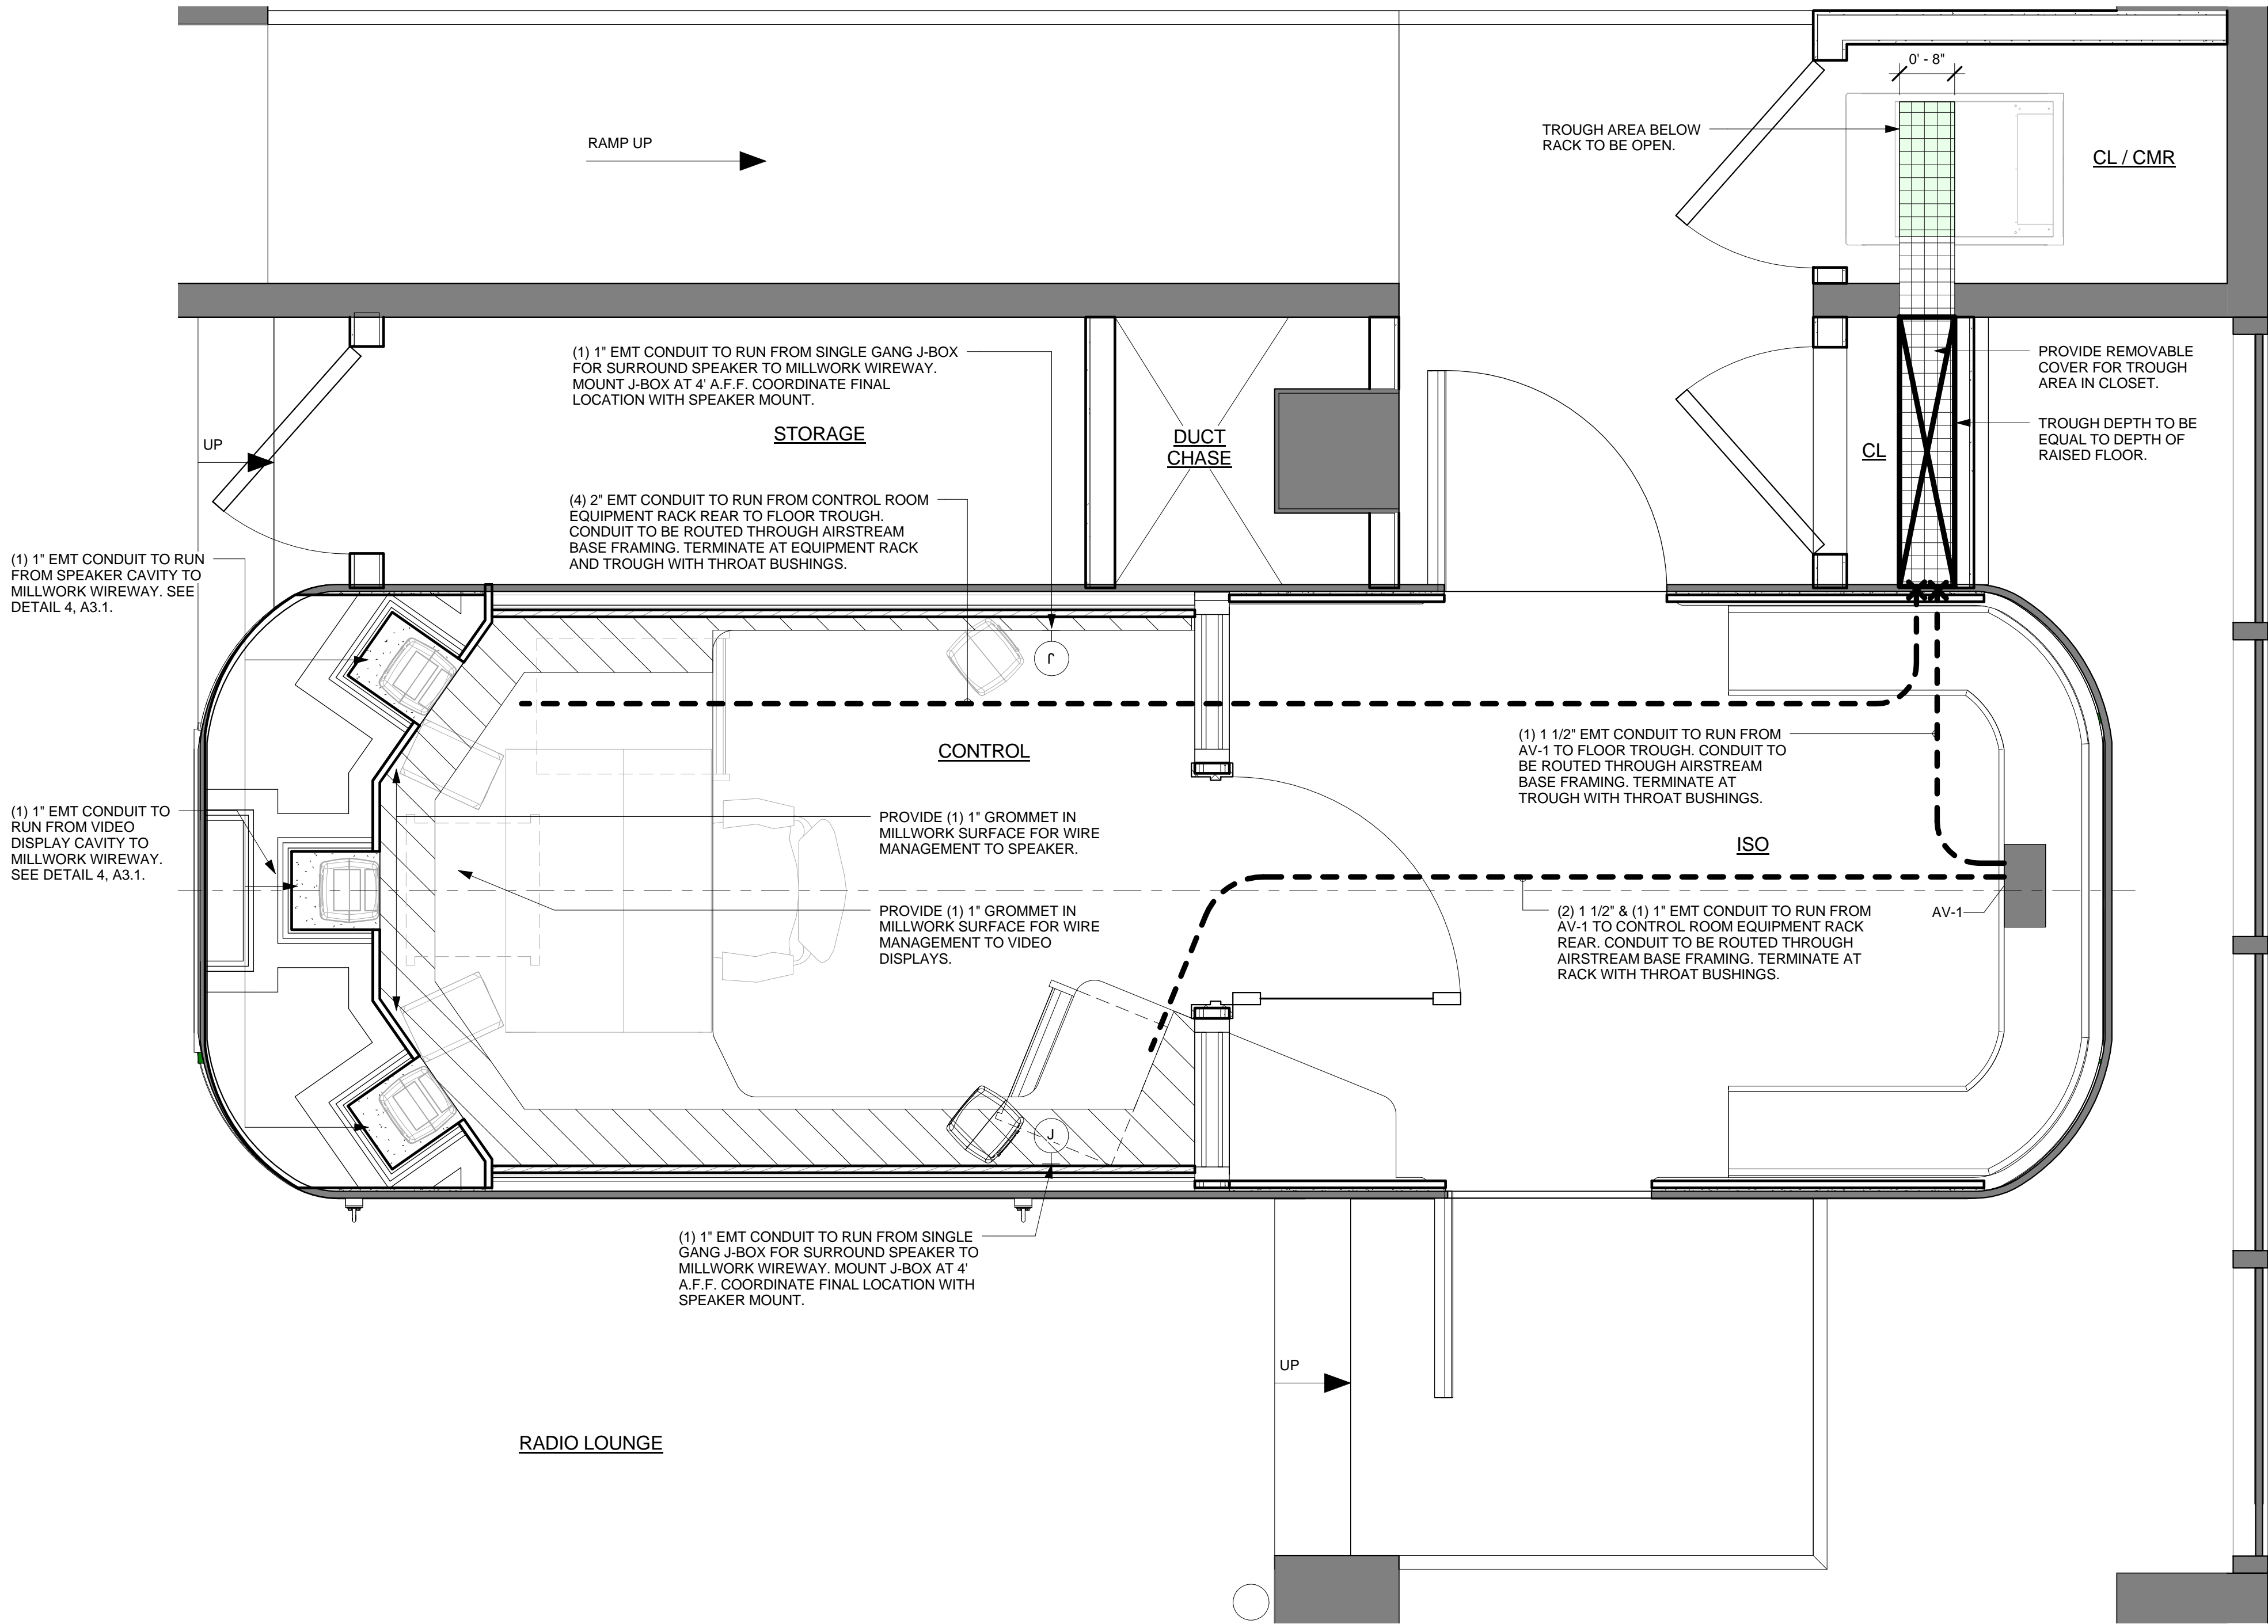 0' - 8"
RAMP UP
TROUGH AREA BELOW
RACK TO BE OPEN.
CL / CMR
(1) 1" EMT CONDUIT TO RUN FROM SINGLE GANG J-BOX
FOR SURROUND SPEAKER TO MILLWORK WIREWAY.
MOUNT J-BOX AT 4' A.F.F. COORDINATE FINAL
LOCATION WITH SPEAKER MOUNT.
PROVIDE REMOVABLE
COVER FOR TROUGH
AREA IN CLOSET.
STORAGE
DUCT
CHASE
UP
CL
TROUGH DEPTH TO BE
EQUAL TO DEPTH OF
RAISED FLOOR.
(4) 2" EMT CONDUIT TO RUN FROM CONTROL ROOM
EQUIPMENT RACK REAR TO FLOOR TROUGH.
CONDUIT TO BE ROUTED THROUGH AIRSTREAM
BASE FRAMING. TERMINATE AT EQUIPMENT RACK
AND TROUGH WITH THROAT BUSHINGS.
(1) 1" EMT CONDUIT TO RUN
FROM SPEAKER CAVITY TO
MILLWORK WIREWAY. SEE
DETAIL 4, A3.1.
J
CONTROL
(1) 1 1/2" EMT CONDUIT TO RUN FROM
AV-1 TO FLOOR TROUGH. CONDUIT TO
BE ROUTED THROUGH AIRSTREAM
BASE FRAMING. TERMINATE AT
TROUGH WITH THROAT BUSHINGS.
(1) 1" EMT CONDUIT TO
RUN FROM VIDEO
DISPLAY CAVITY TO
MILLWORK WIREWAY.
SEE DETAIL 4, A3.1.
PROVIDE (1) 1" GROMMET IN
MILLWORK SURFACE FOR WIRE
MANAGEMENT TO SPEAKER.
ISO
PROVIDE (1) 1" GROMMET IN
MILLWORK SURFACE FOR WIRE
MANAGEMENT TO VIDEO
DISPLAYS.
(2) 1 1/2" & (1) 1" EMT CONDUIT TO RUN FROM
AV-1 TO CONTROL ROOM EQUIPMENT RACK
REAR. CONDUIT TO BE ROUTED THROUGH
AIRSTREAM BASE FRAMING. TERMINATE AT
RACK WITH THROAT BUSHINGS.
AV-1
J
(1) 1" EMT CONDUIT TO RUN FROM SINGLE
GANG J-BOX FOR SURROUND SPEAKER TO
MILLWORK WIREWAY. MOUNT J-BOX AT 4'
A.F.F. COORDINATE FINAL LOCATION WITH
SPEAKER MOUNT.
UP
RADIO LOUNGE